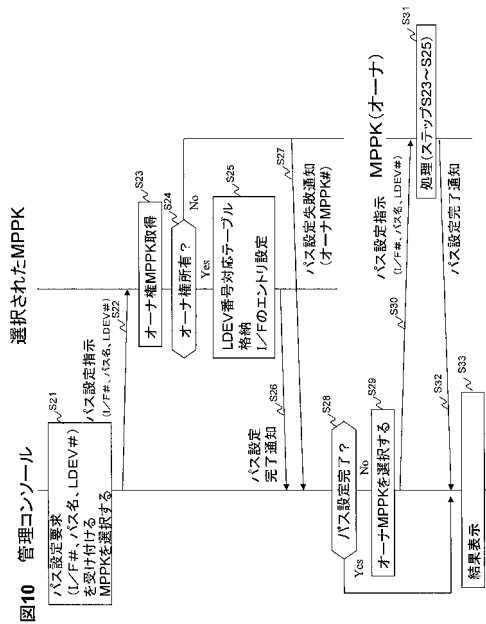 図10
管理コンソール
選択されたMPPK
パス設定要求
(I/F#、パス名、LDEV#)
を受け付ける
MPPKを選択する
S21
パス設定指示
(I/F#、パス名、LDEV#)
S22
オーナ権MPPK取得
S23
オーナ権所有？
S24
No
Yes
LDEV番号対応テーブル
格納
I/Fのエントリ設定
S25
パス設定
完了通知
S26
パス設定失敗通知
(オーナMPPK#)
S27
パス設定完了？
S28
Yes
No
オーナMPPKを選択する
S29
MPPK(オーナ)
パス設定指示
(I/F#、パス名、LDEV#)
S30
処理(ステップS23～S25)
S31
パス設定完了通知
S32
結果表示
S33